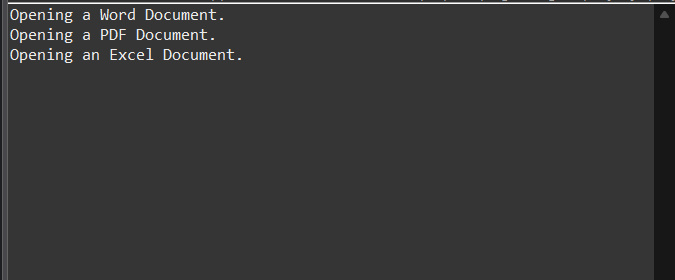 Opening a Word Document.
Opening a PDF Document.
Opening an Excel Document.